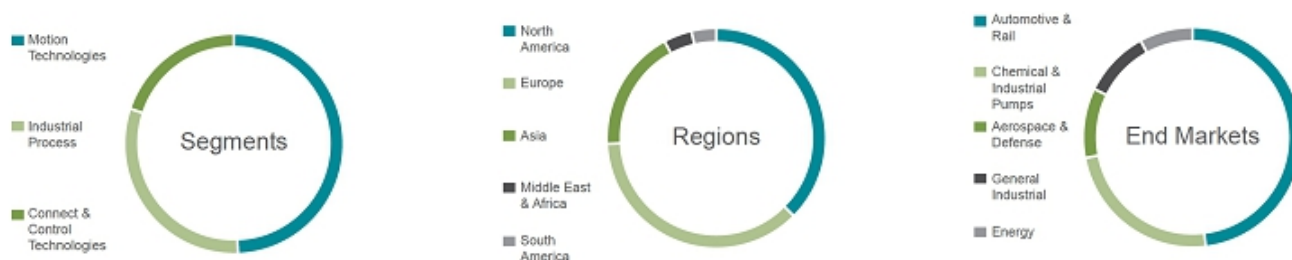 Motion
Technologies
Industrial
Process
Connect &
Control
Technologies
Segments
North
America
Europe
Asia
Middle East
& Africa
South
America
Regions
Automotive &
Rail
Chemical &
Industrial
Pumps
Aerospace &
Defense
General
Industrial
Energy
End Markets